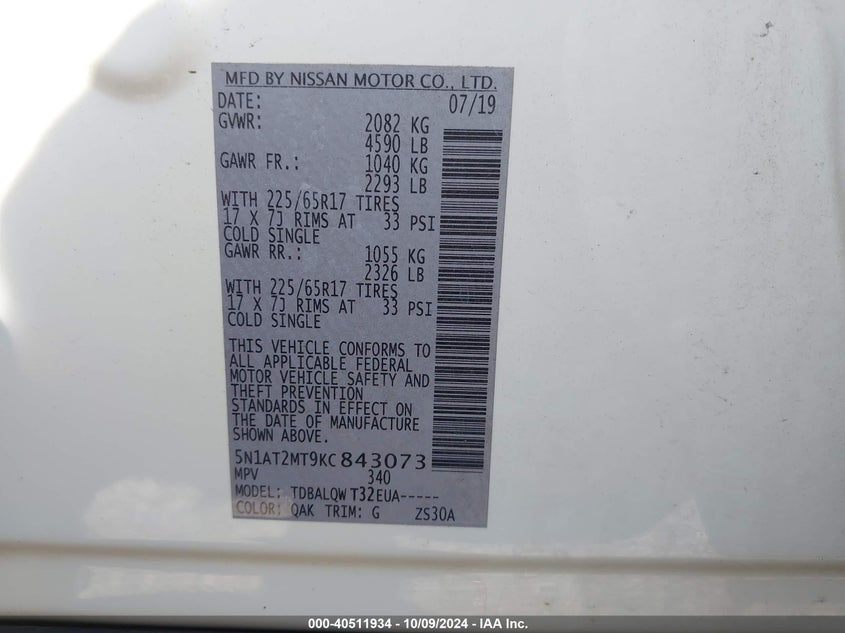 MFD BY NISSAN MOTOR CO., LTD.
DATE: 07/19
GVWR: 2082 KG
4590 LB
GAWR FR.: 1040 KG
2293 LB
WITH 225/65R17 TIRES
17 X 7J RIMS AT 33 PSI
COLD SINGLE
GAWR RR.: 1055 KG
2326 LB
WITH 225/65R17 TIRES
17 X 7J RIMS AT 33 PSI
COLD SINGLE
THIS VEHICLE CONFORMS TO
ALL APPLICABLE FEDERAL
MOTOR VEHICLE SAFETY AND
THEFT PREVENTION
STANDARDS IN EFFECT ON
THE DATE OF MANUFACTURE
SHOWN ABOVE.
5N1AT2MT9KC843073
MPV 340
MODEL: TDBALQWT32EUA-----
COLOR: QAK TRIM: G ZS30A
000-40511934 - 10/09/2024 - IAA Inc.